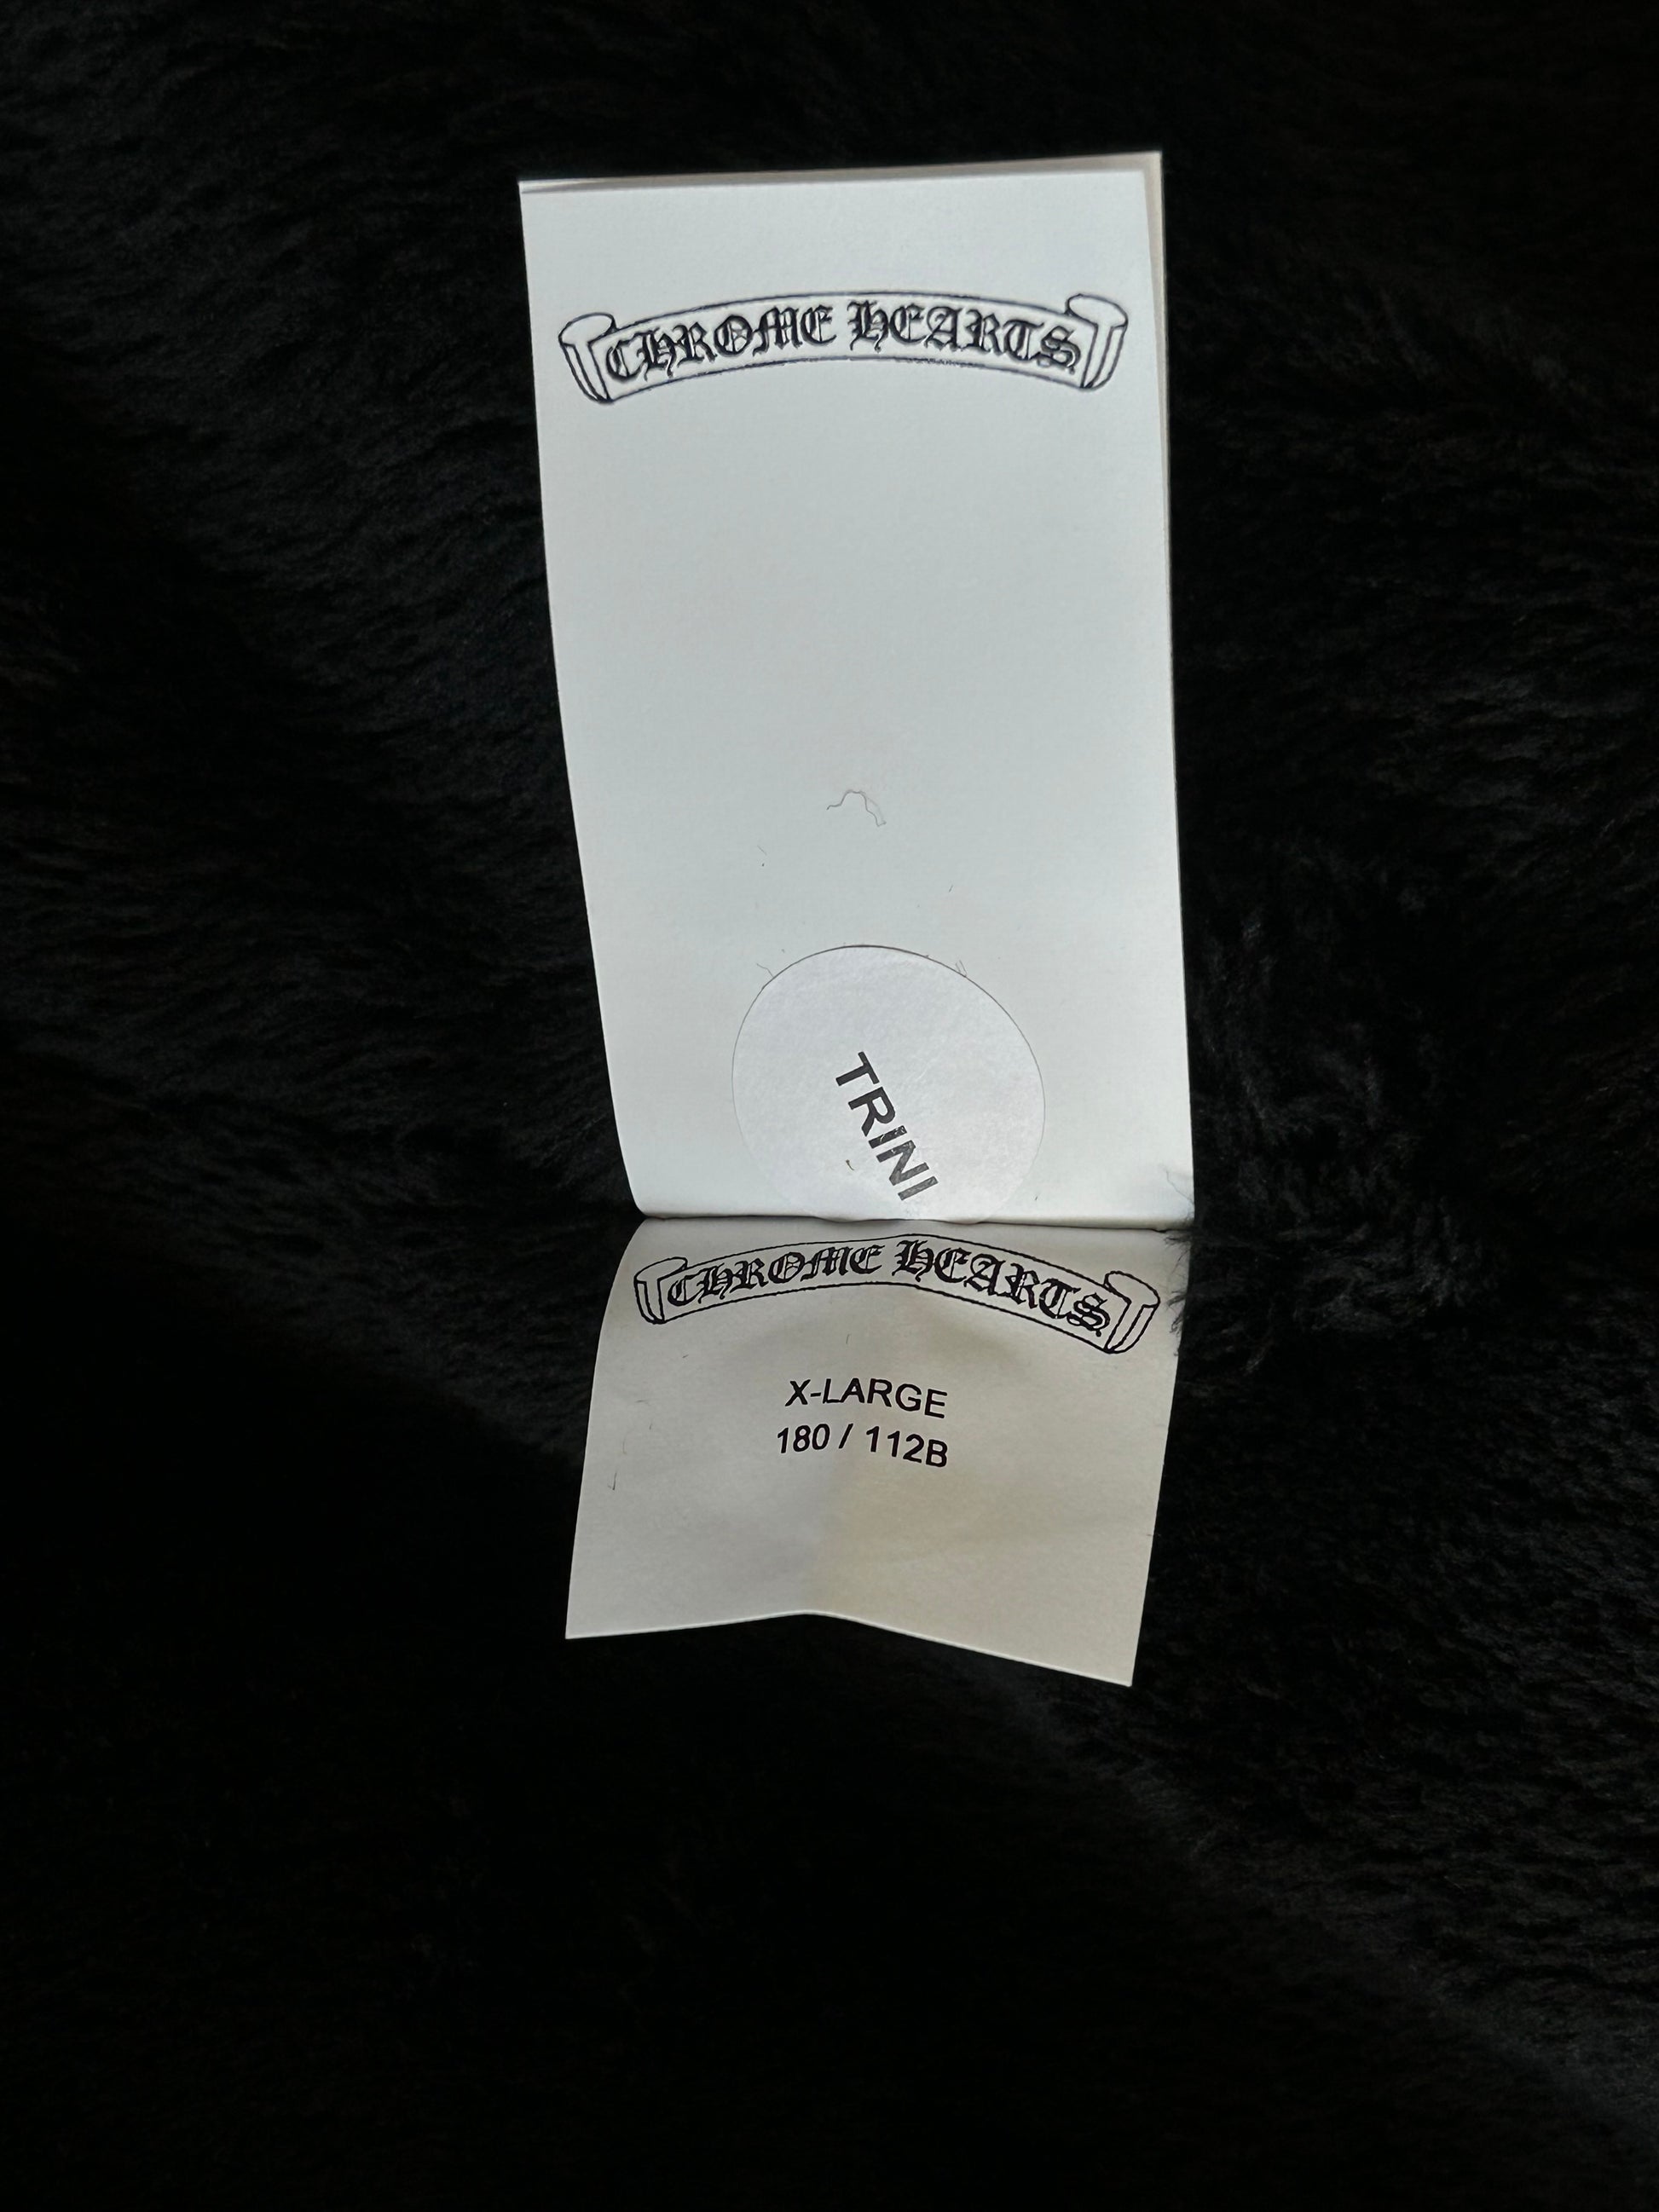 CHROME HEARTS
TRINI
CHROME HEARTS
X-LARGE
180 / 112B